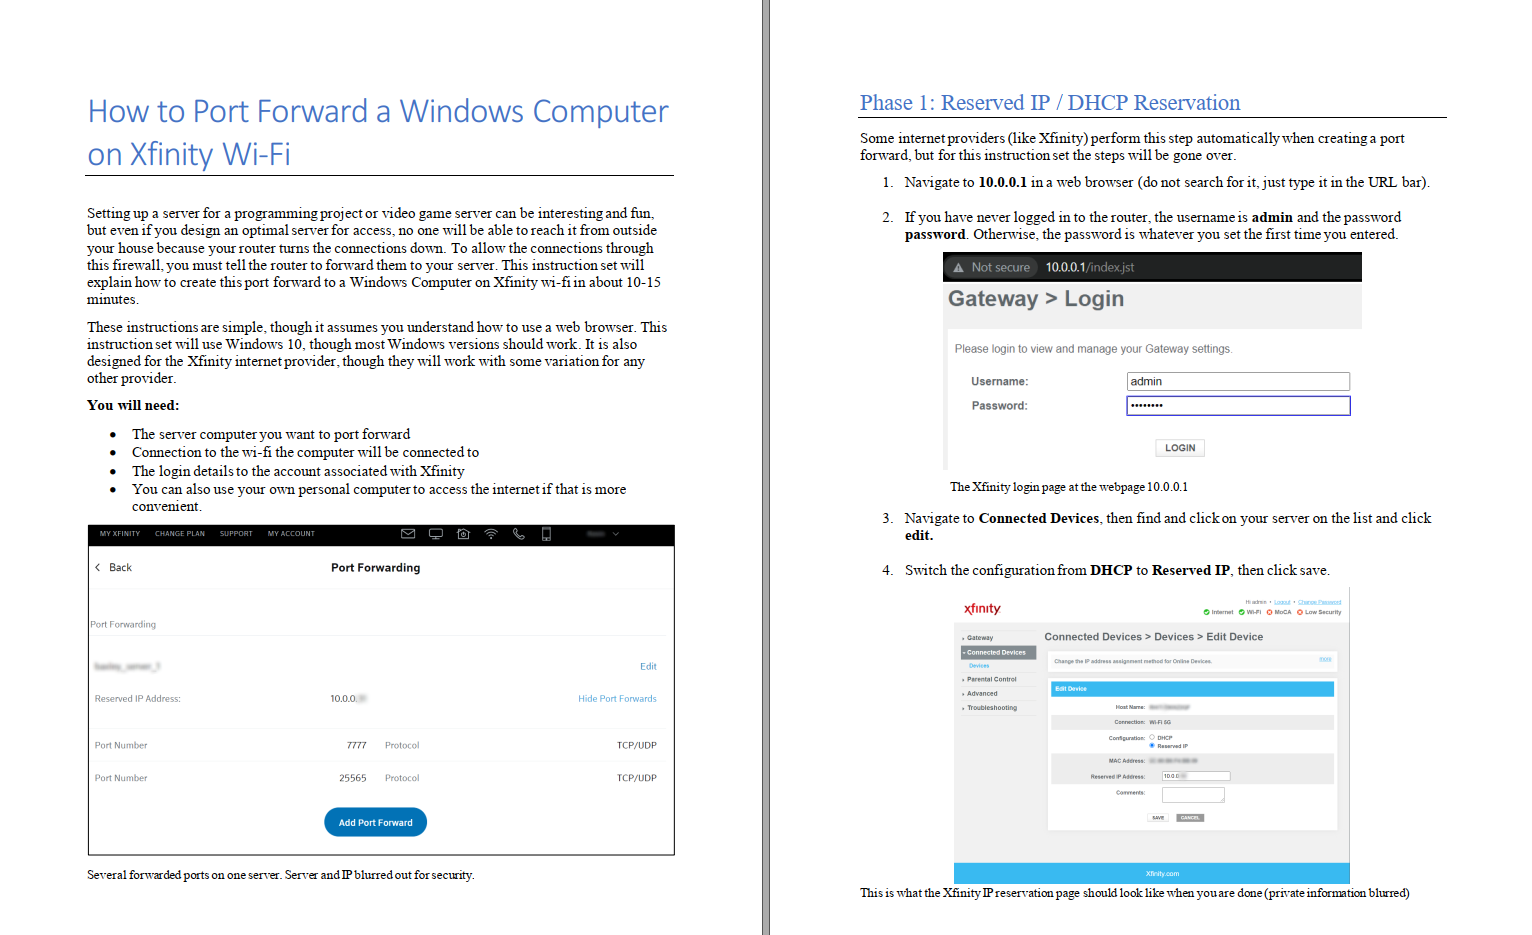 How to Port Forward a Windows Computer
on Xfinity Wi-Fi
Setting up a server for a programming project or video game server can be interesting and fun,
but even if you design an optimal server for access, no one will be able to reach it from outside
your house because your router turns the connections down. To allow the connections through
this firewall, you must tell the router to forward them to your server. This instruction set will
explain how to create this port forward to a Windows Computer on Xfinity wi-fi in about 10-15
minutes.
These instructions are simple, though it assumes you understand how to use a web browser. This
instruction set will use Windows 10, though most Windows versions should work. It is also
designed for the Xfinity internet provider, though they will work with some variation for any
other provider.
You will need:
• The server computer you want to port forward
• Connection to the wi-fi the computer will be connected to
• The login details to the account associated with Xfinity
• You can also use your own personal computer to access the internet if that is more
convenient.
MY XFINITY CHANGE PLAN SUPPORT MY ACCOUNT
< Back Port Forwarding
Port Forwarding
Edit
Reserved IP Address: 10.0.0. Hide Port Forwards
Port Number 7777 Protocol TCP/UDP
Port Number 25565 Protocol TCP/UDP
Add Port Forward
Several forwarded ports on one server. Server and IP blurred out for security.
Phase 1: Reserved IP / DHCP Reservation
Some internet providers (like Xfinity) perform this step automatically when creating a port
forward, but for this instruction set the steps will be gone over.
1. Navigate to 10.0.0.1 in a web browser (do not search for it, just type it in the URL bar).
2. If you have never logged in to the router, the username is admin and the password
password. Otherwise, the password is whatever you set the first time you entered.
Not secure 10.0.0.1/index.jst
Gateway > Login
Please login to view and manage your Gateway settings.
Username: admin
Password: ••••••••
LOGIN
The Xfinity login page at the webpage 10.0.0.1
3. Navigate to Connected Devices, then find and click on your server on the list and click
edit.
4. Switch the configuration from DHCP to Reserved IP, then click save.
xfinity
Hi admin • Logout • Change Password
Internet Wi-Fi MoCA Low Security
Gateway
Connected Devices
Devices
Parental Control
Advanced
Troubleshooting
Connected Devices > Devices > Edit Device
Change the IP address assignment method for Online Devices. more
Edit Device
Host Name:
Connection: Wi-Fi 5G
Configuration: DHCP
Reserved IP
MAC Address:
Reserved IP Address: 10.0.0
Comments:
SAVE CANCEL
Xfinity.com
This is what the Xfinity IP reservation page should look like when you are done (private information blurred)